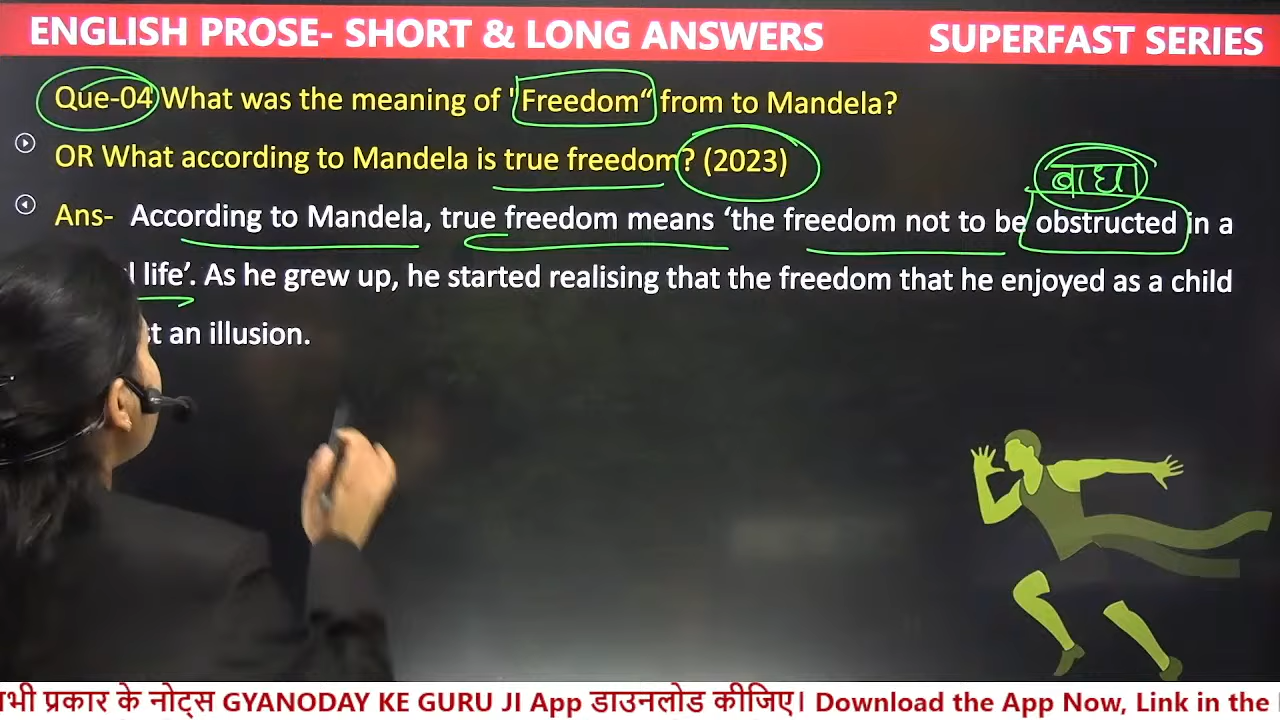 ENGLISH PROSE- SHORT & LONG ANSWERS SUPERFAST SERIES
Que-04 What was the meaning of "Freedom“ from to Mandela?
OR What according to Mandela is true freedom? (2023)
बाधा
Ans- According to Mandela, true freedom means ‘the freedom not to be obstructed in a
life’. As he grew up, he started realising that the freedom that he enjoyed as a child
an illusion.
प्रकार के नोट्स GYANODAY KE GURU JI App डाउनलोड कीजिए। Download the App Now, Link in the